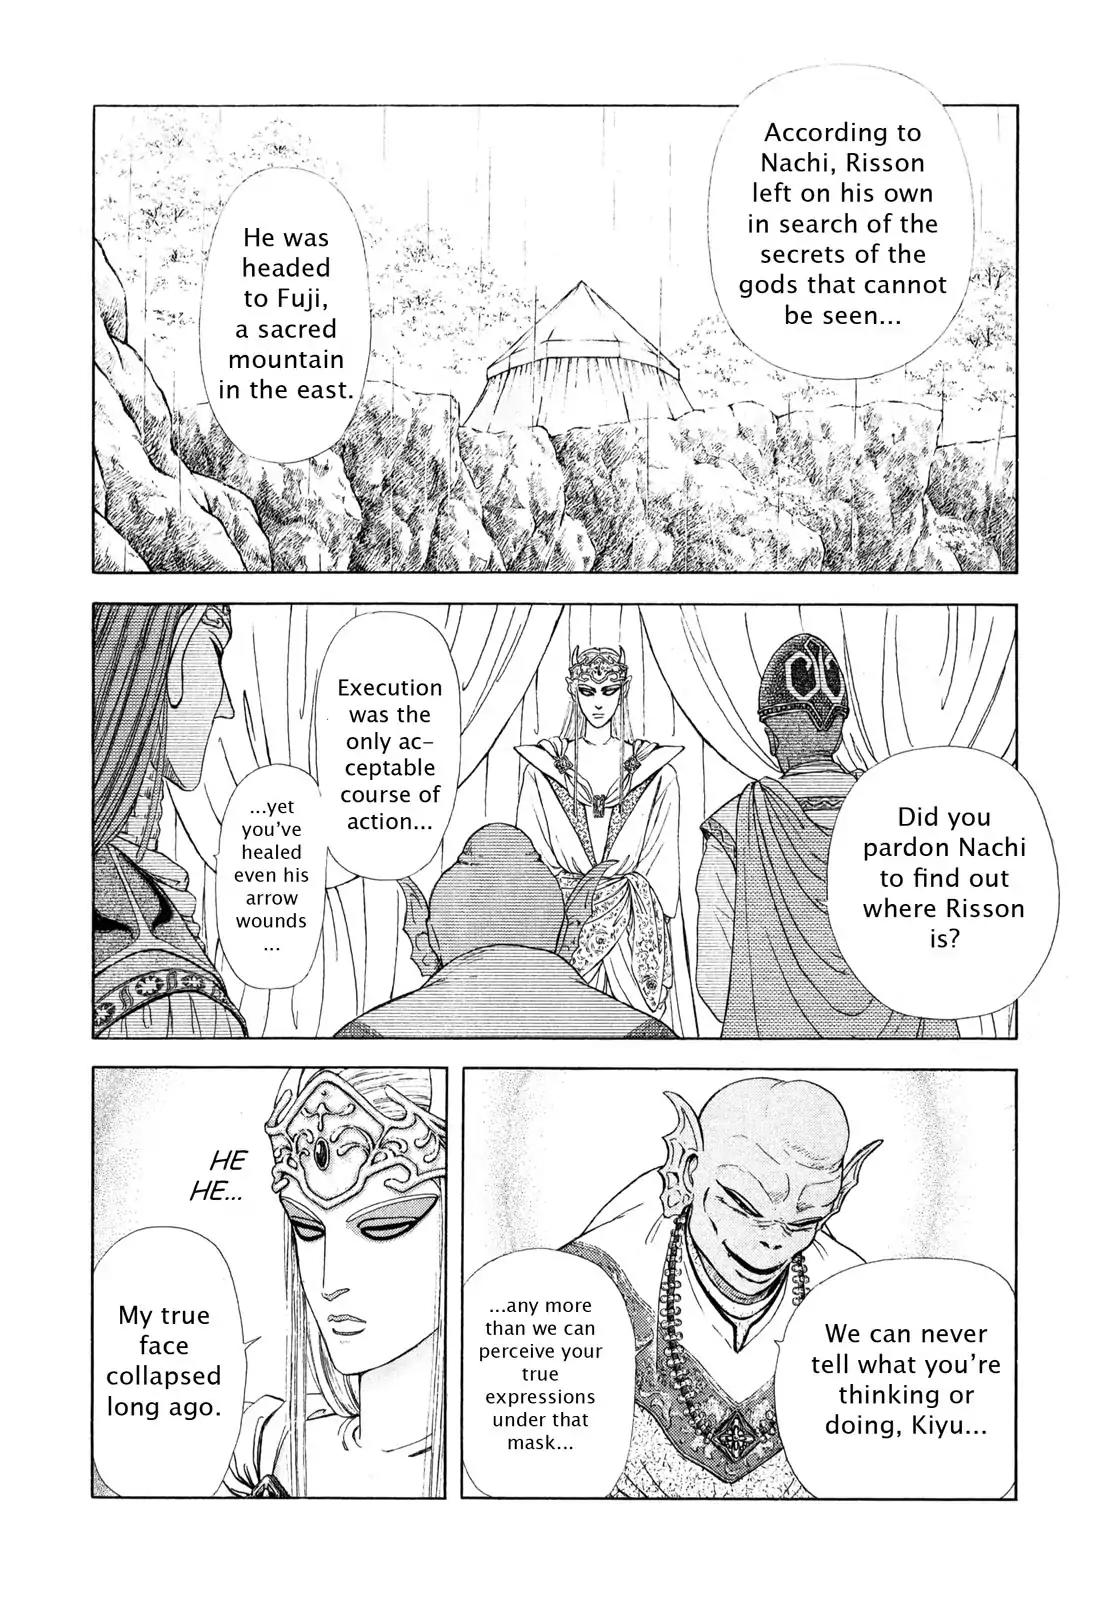 According to
Nachi, Risson
left on his own
in search of the
secrets of the
gods that cannot
be seen...
He was
headed
to Fuji,
a sacred
mountain
in the east.
Did you
pardon Nachi
to find out
where Risson
is?
Execution
was the
only ac-
ceptable
course of
action...
...yet
you've
healed
even his
arrow
wounds
...
We can never
tell what you're
thinking or
doing, Kiyu...
...any more
than we can
perceive your
true
expressions
under that
mask...
HE
HE...
My true
face
collapsed
long ago.